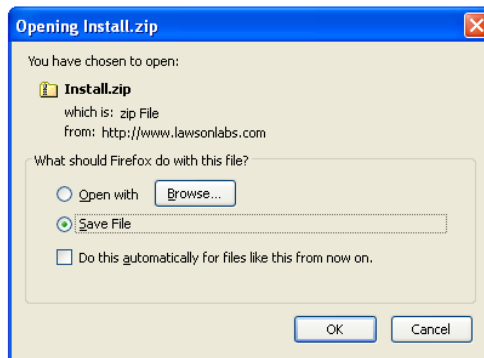 Opening Install.zip
You have chosen to open:
Install.zip
which is: zip File
from: http://www.lawsonlabs.com
What should Firefox do with this file?
Open with Browse...
Save File
Do this automatically for files like this from now on.
OK Cancel